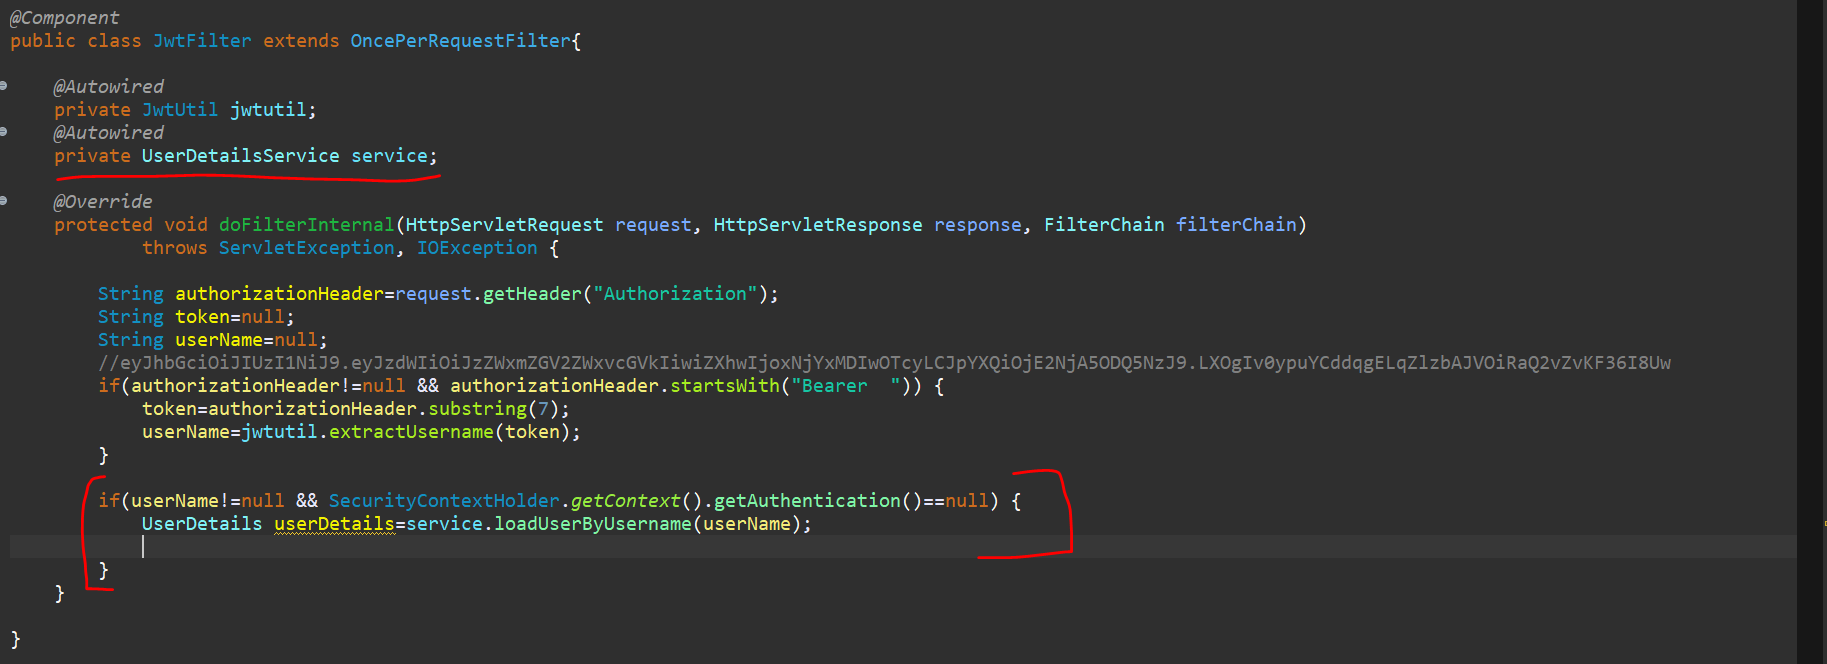 @Component
public class JwtFilter extends OncePerRequestFilter{
@Autowired
private JwtUtil jwtutil;
@Autowired
private UserDetailsService service;
@Override
protected void doFilterInternal(HttpServletRequest request, HttpServletResponse response, FilterChain filterChain)
throws ServletException, IOException {
String authorizationHeader=request.getHeader("Authorization");
String token=null;
String userName=null;
//eyJhbGciOiJIUzI1NiJ9.eyJzdWIiOiJzZWxmZGV2ZWxvcGVkIiwiZXhwIjoxNjYxMDIwOTcyLCJpYXQiOjE2NjA5ODQ5NzJ9.LXOgIv0ypuYCddqgELqZlzbAJVOiRaQ2vZvKF36I8Uw
if(authorizationHeader!=null && authorizationHeader.startsWith("Bearer  ")) {
token=authorizationHeader.substring(7);
userName=jwtutil.extractUsername(token);
}
if(userName!=null && SecurityContextHolder.getContext().getAuthentication()==null) {
UserDetails userDetails=service.loadUserByUsername(userName);
}
}
}